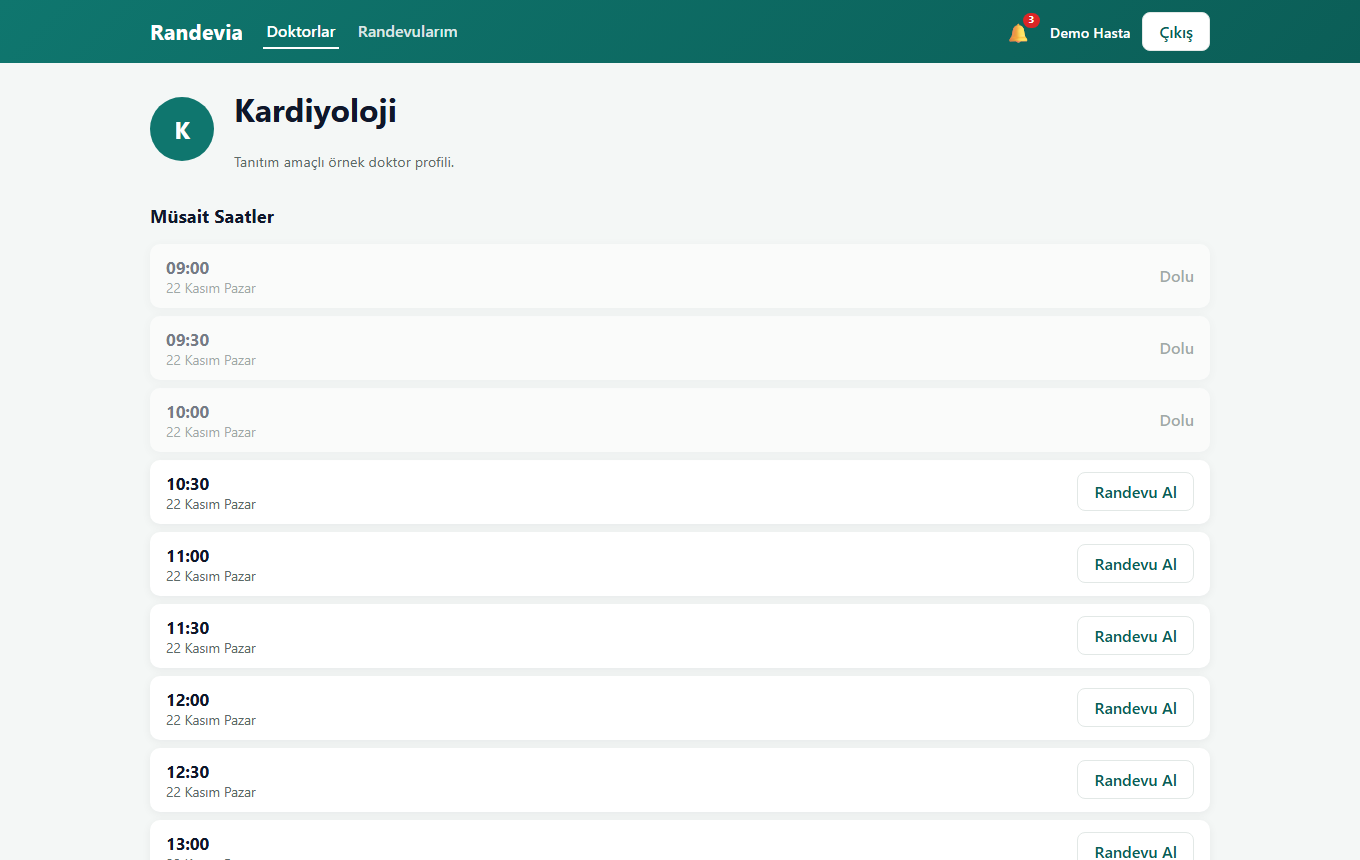 Randevia Doktorlar Randevularım 3 Demo Hasta Çıkış
K
Kardiyoloji
Tanıtım amaçlı örnek doktor profili.
Müsait Saatler
09:00
22 Kasım Pazar
Dolu
09:30
22 Kasım Pazar
Dolu
10:00
22 Kasım Pazar
Dolu
10:30
22 Kasım Pazar
Randevu Al
11:00
22 Kasım Pazar
Randevu Al
11:30
22 Kasım Pazar
Randevu Al
12:00
22 Kasım Pazar
Randevu Al
12:30
22 Kasım Pazar
Randevu Al
13:00
Randevu Al